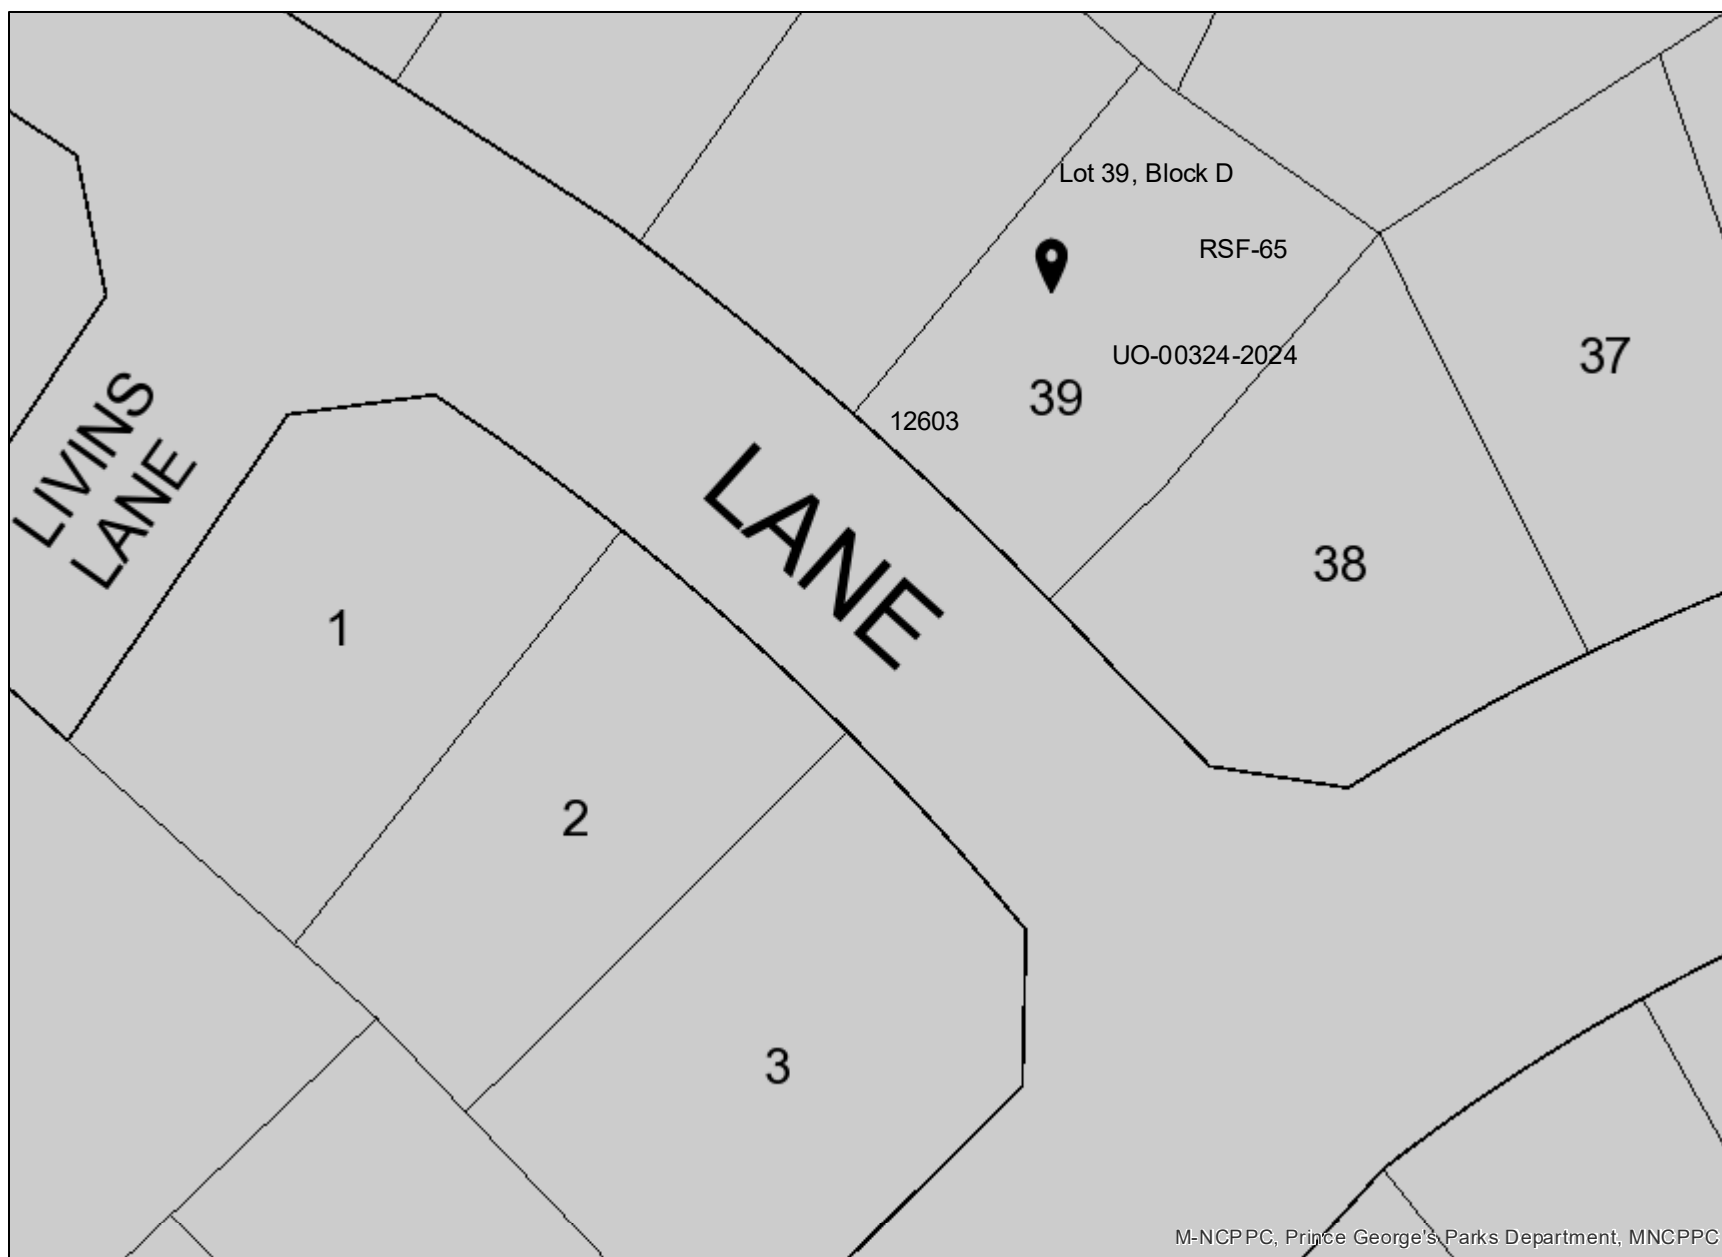 Lot 39, Block D
RSF-65
UO-00324-2024
39
37
12603
LIVINS
LANE
LANE
38
1
2
3
M-NCPPC, Prince George's Parks Department, MNCPPC